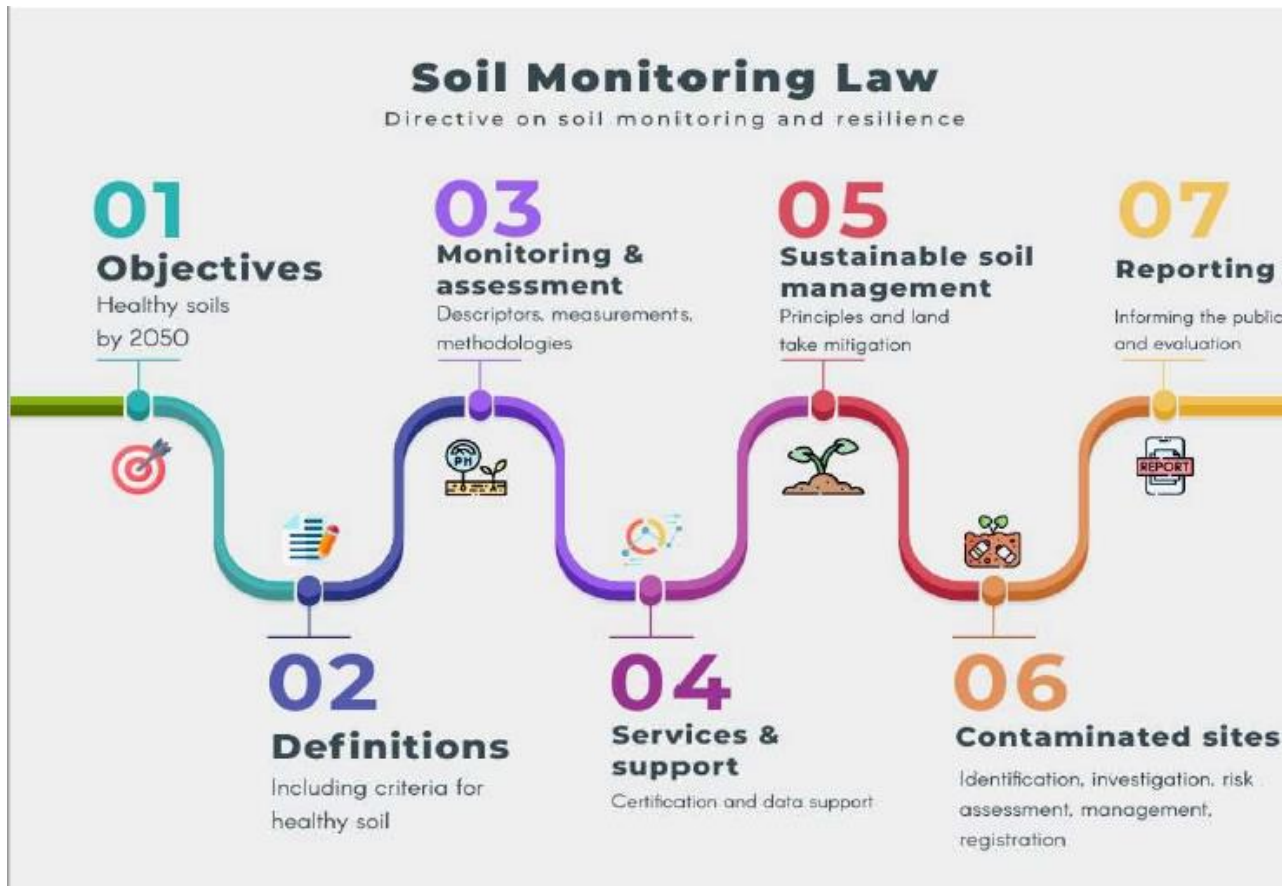 Soil Monitoring Law
Directive on soil monitoring and resilience
01
Objectives
Healthy soils
by 2050
02
Definitions
Including criteria for
healthy soil
03
Monitoring &
assessment
Descriptors, measurements,
methodologies
PH
04
Services &
support
Certification and data support
05
Sustainable soil
management
Principles and land
take mitigation
06
Contaminated sites
Identification, investigation, risk
assessment, management,
registration
07
Reporting
Informing the public
and evaluation
REPORT